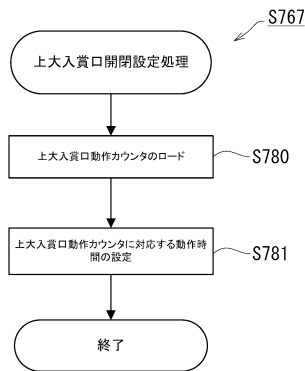 S767
上大入賞口開閉設定処理
上大入賞口動作カウンタのロード
S780
上大入賞口動作カウンタに対応する動作時
間の設定
S781
終了